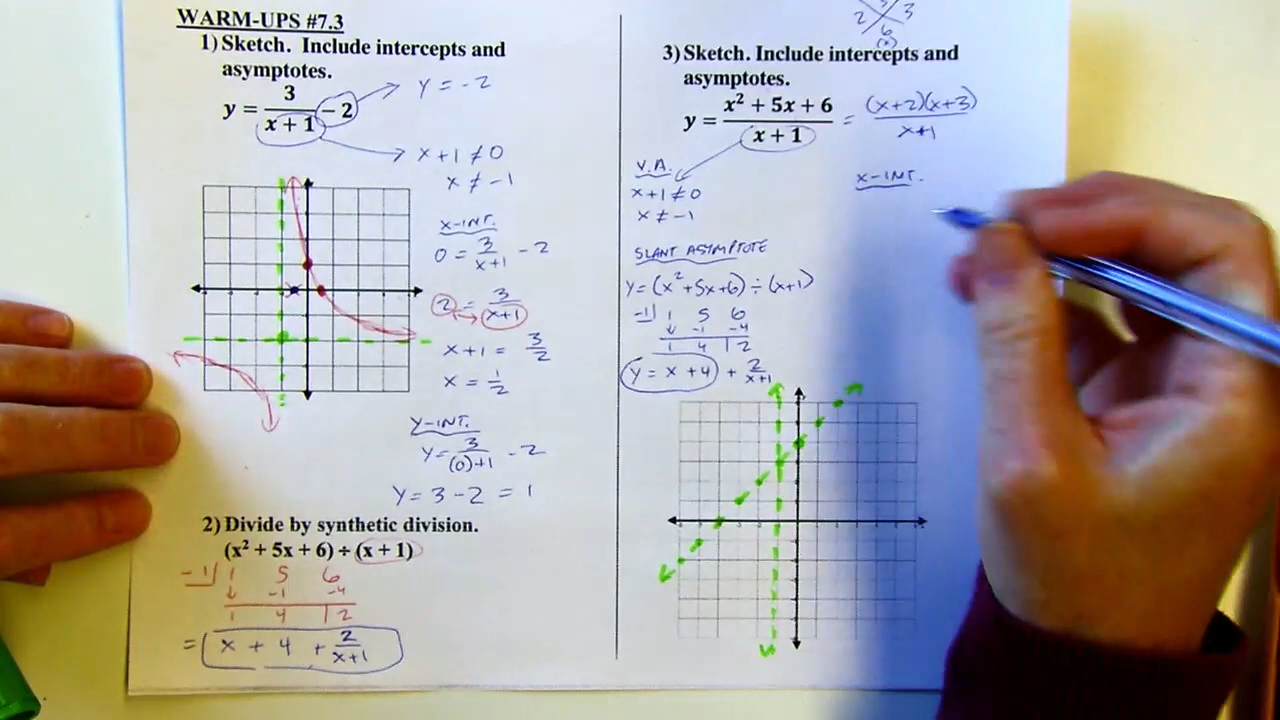 WARM-UPS #7.3
1) Sketch. Include intercepts and
asymptotes.
y = 3/(x + 1) − 2
y = -2
x+1 ≠ 0
x ≠ -1
X-INT.
0 = 3/(x+1) - 2
2 = 3/(x+1)
x+1 = 3/2
x = 1/2
Y-INT.
y = 3/((0)+1) - 2
y = 3 - 2 = 1
2) Divide by synthetic division.
(x² + 5x + 6) ÷ (x + 1)
-1 | 1 5 6
↓ -1 -4
1 4 | 2
= x + 4 + 2/(x+1)
2 3
6
3) Sketch. Include intercepts and
asymptotes.
y = (x² + 5x + 6)/(x + 1) = (x+2)(x+3)/(x+1)
V.A.
x+1 ≠ 0
x ≠ -1
X-INT.
SLANT ASYMPTOTE
y = (x² + 5x + 6) ÷ (x+1)
-1 | 1 5 6
↓ -1 -4
1 4 | 2
y = x + 4 + 2/(x+1)